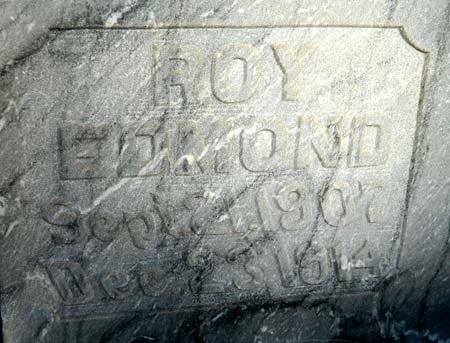 ROY
EDMOND
Sept. 2, 1907
Dec. 23, 1914